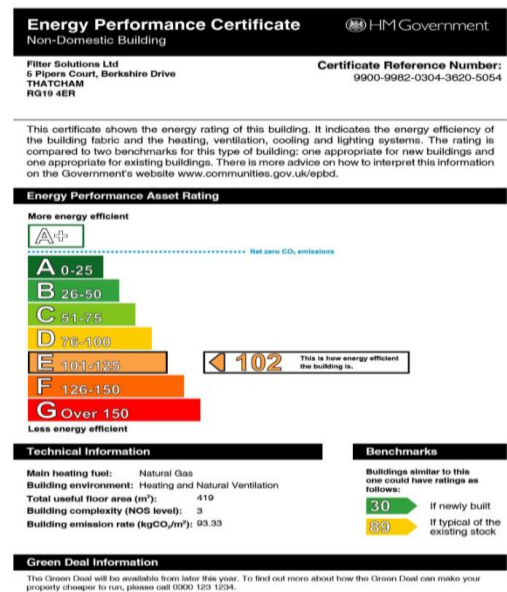 Energy Performance Certificate
Non-Domestic Building
HM Government
Filter Solutions Ltd
5 Pipers Court, Berkshire Drive
THATCHAM
RG19 4ER
Certificate Reference Number:
9900-9982-0304-3620-5054
This certificate shows the energy rating of this building. It indicates the energy efficiency of
the building fabric and the heating, ventilation, cooling and lighting systems. The rating is
compared to two benchmarks for this type of building: one appropriate for new buildings and
one appropriate for existing buildings. There is more advice on how to interpret this information
on the Government's website www.communities.gov.uk/epbd.
Energy Performance Asset Rating
More energy efficient
A+
Net zero CO₂ emissions
A 0-25
B 26-50
C 51-75
D 76-100
E 101-125
102
This is how energy efficient
the building is.
F 126-150
G Over 150
Less energy efficient
Technical Information
Main heating fuel: Natural Gas
Building environment: Heating and Natural Ventilation
Total useful floor area (m²): 419
Building complexity (NOS level): 3
Building emission rate (kgCO₂/m²): 93.33
Benchmarks
Buildings similar to this
one could have ratings as
follows:
30 If newly built
89 If typical of the
existing stock
Green Deal Information
The Green Deal will be available from later this year. To find out more about how the Green Deal can make your
property cheaper to run, please call 0300 123 1234.